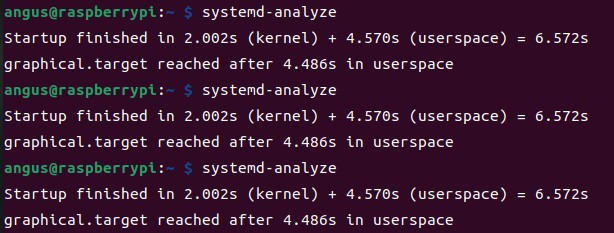 angus@raspberrypi:~ $ systemd-analyze
Startup finished in 2.002s (kernel) + 4.570s (userspace) = 6.572s
graphical.target reached after 4.486s in userspace
angus@raspberrypi:~ $ systemd-analyze
Startup finished in 2.002s (kernel) + 4.570s (userspace) = 6.572s
graphical.target reached after 4.486s in userspace
angus@raspberrypi:~ $ systemd-analyze
Startup finished in 2.002s (kernel) + 4.570s (userspace) = 6.572s
graphical.target reached after 4.486s in userspace